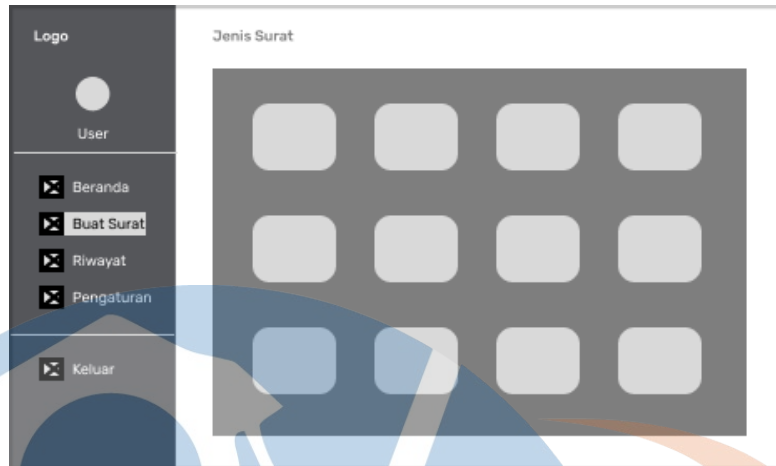 Logo
Jenis Surat
User
Beranda
Buat Surat
Riwayat
Pengaturan
Keluar